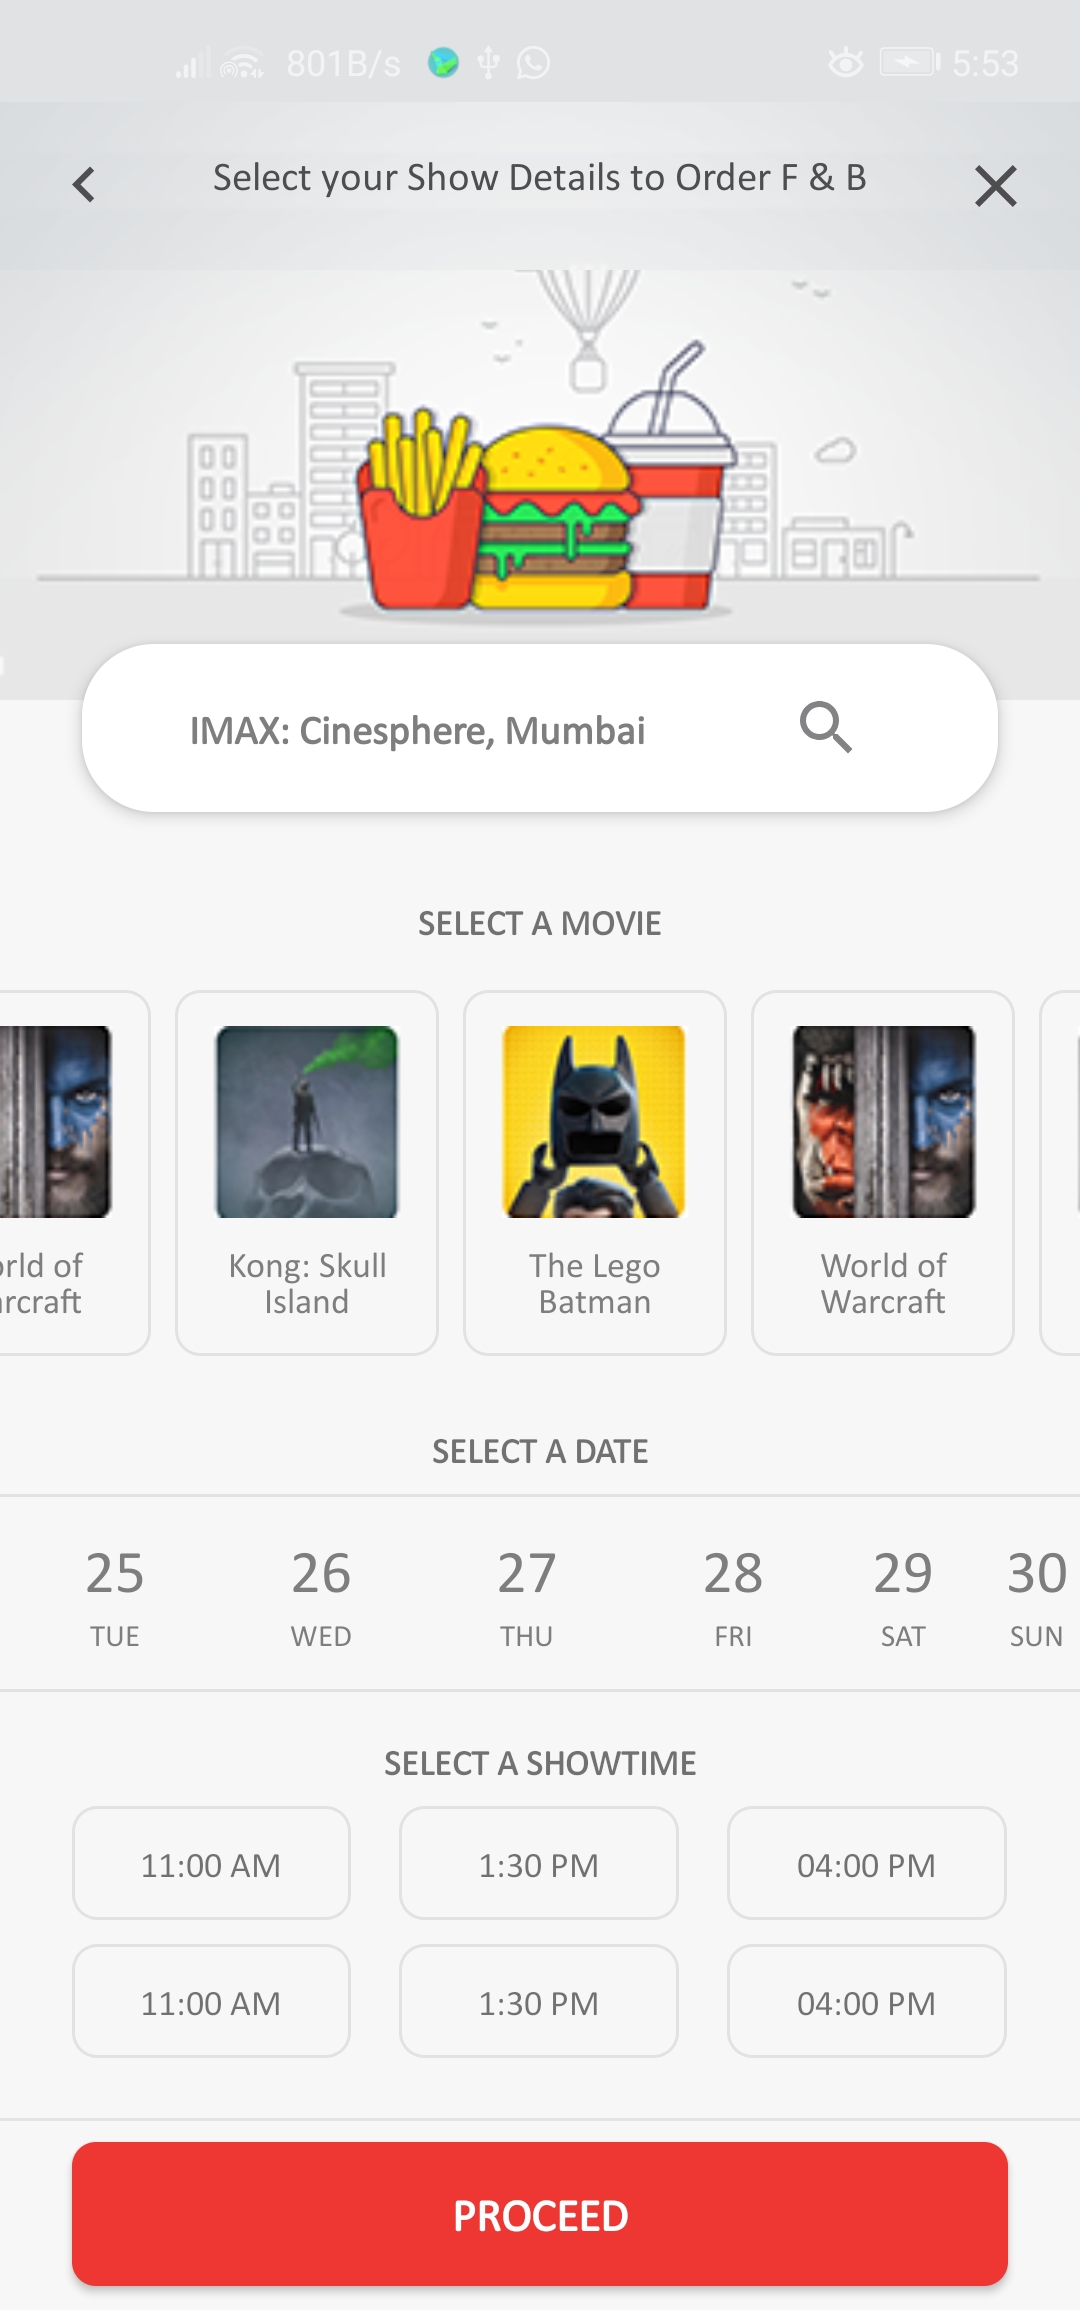 801B/s
5:53
Select your Show Details to Order F & B
IMAX: Cinesphere, Mumbai
SELECT A MOVIE
orld of
arcraft
Kong: Skull
Island
The Lego
Batman
World of
Warcraft
SELECT A DATE
25 26 27 28 29 30
TUE WED THU FRI SAT SUN
SELECT A SHOWTIME
11:00 AM 1:30 PM 04:00 PM
11:00 AM 1:30 PM 04:00 PM
PROCEED